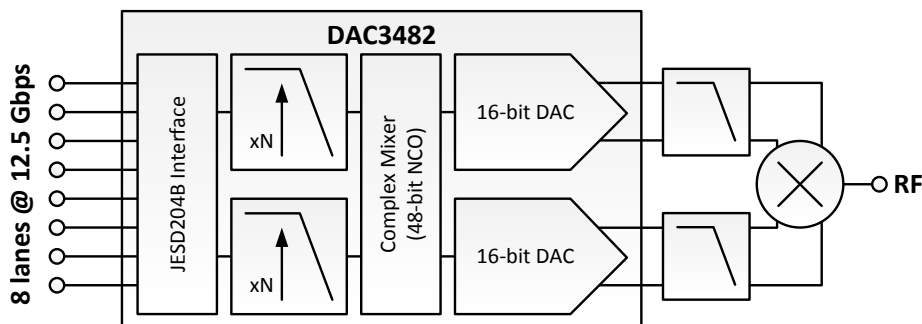 DAC3482
8 lanes @ 12.5 Gbps
JESD204B Interface
xN
xN
Complex Mixer
(48-bit NCO)
16-bit DAC
16-bit DAC
RF